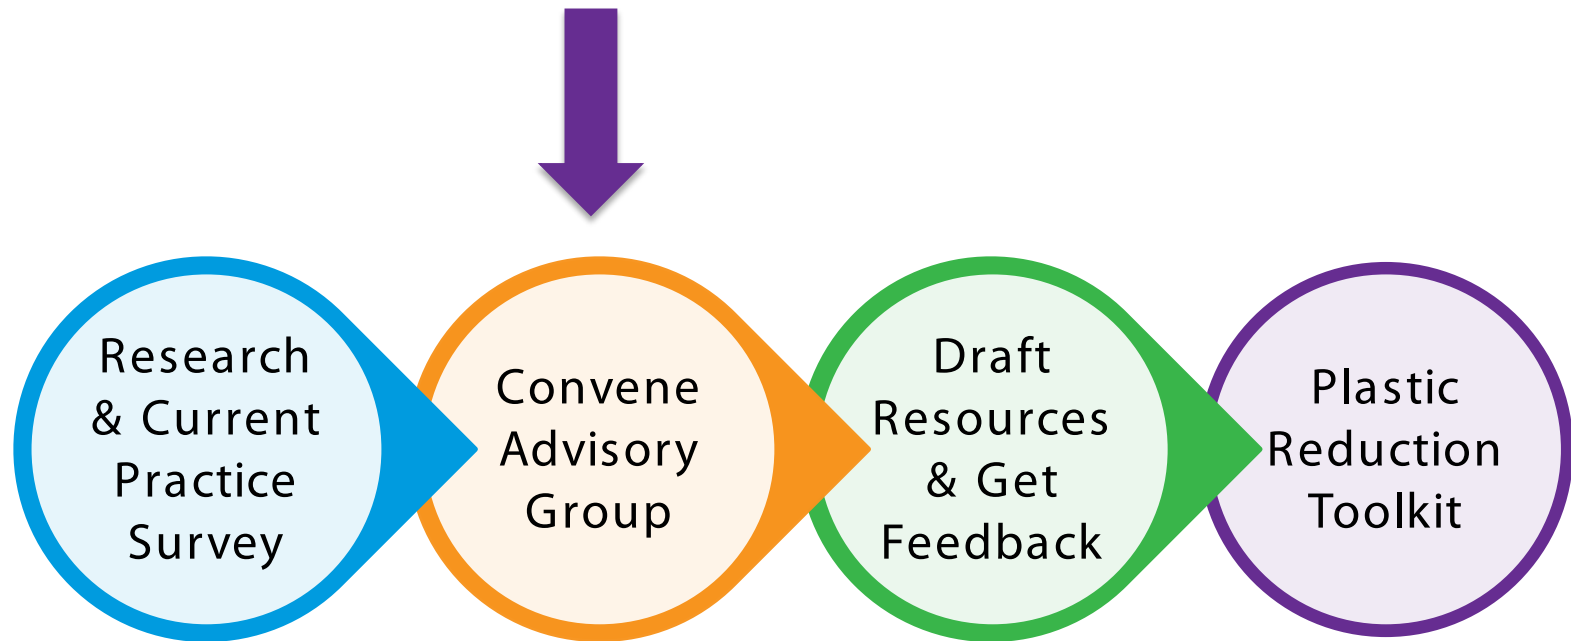 Research
& Current
Practice
Survey
Convene
Advisory
Group
Draft
Resources
& Get
Feedback
Plastic
Reduction
Toolkit